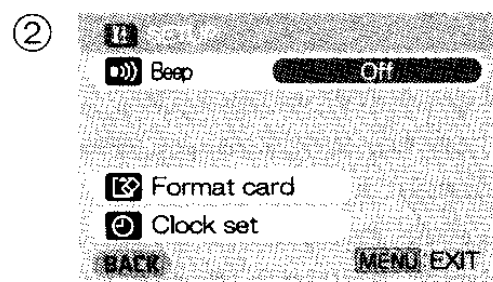 ②
SETUP
Beep Off
Format card
Clock set
BACK MENU EXIT